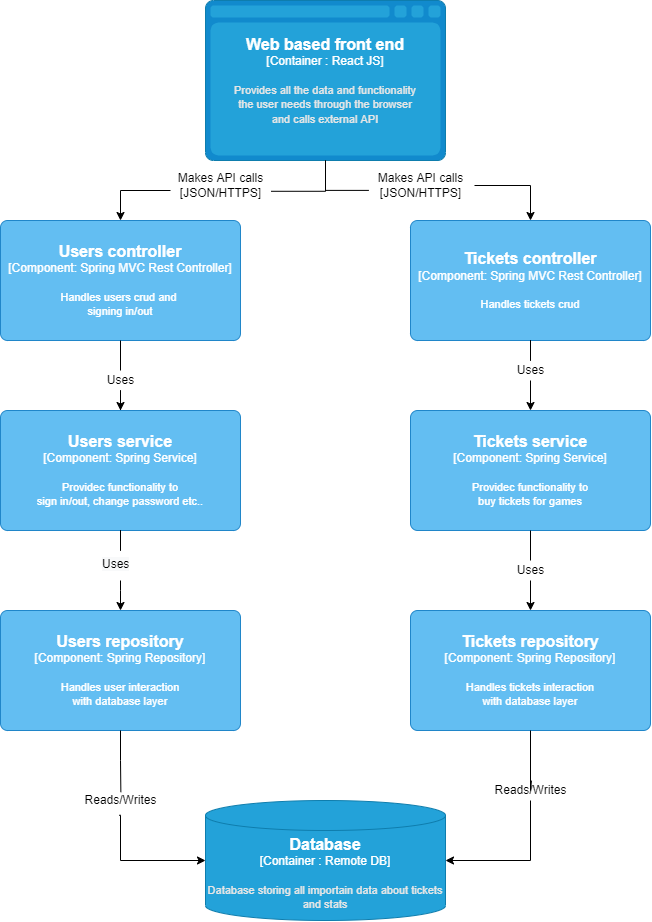 Web based front end
[Container : React JS]
Provides all the data and functionality
the user needs through the browser
and calls external API
Makes API calls
[JSON/HTTPS]
Makes API calls
[JSON/HTTPS]
Users controller
[Component: Spring MVC Rest Controller]
Handles users crud and
signing in/out
Tickets controller
[Component: Spring MVC Rest Controller]
Handles tickets crud
Uses
Uses
Users service
[Component: Spring Service]
Providec functionality to
sign in/out, change password etc..
Tickets service
[Component: Spring Service]
Providec functionality to
buy tickets for games
Uses
Uses
Users repository
[Component: Spring Repository]
Handles user interaction
with database layer
Tickets repository
[Component: Spring Repository]
Handles tickets interaction
with database layer
Reads/Writes
Reads/Writes
Database
[Container : Remote DB]
Database storing all importain data about tickets
and stats